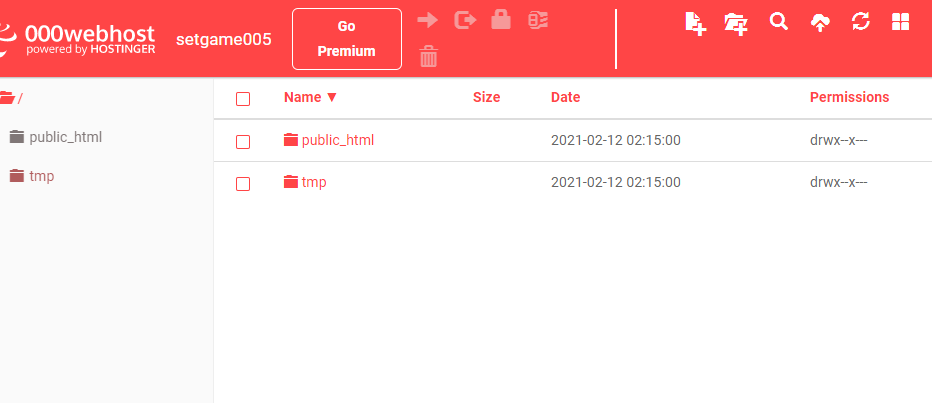 000webhost
powered by HOSTINGER
setgame005
Go
Premium
/
public_html
tmp
Name ▼ Size Date Permissions
public_html 2021-02-12 02:15:00 drwx--x---
tmp 2021-02-12 02:15:00 drwx--x---